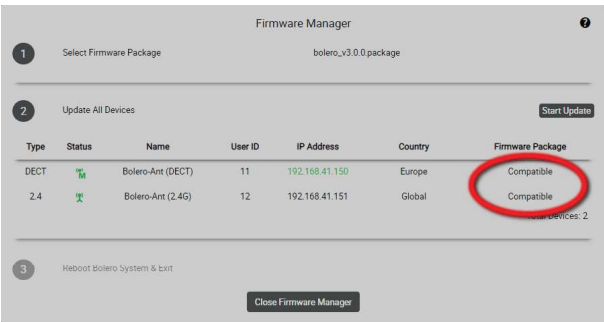 Firmware Manager
?
1 Select Firmware Package bolero_v3.0.0.package
2 Update All Devices Start Update
Type Status Name User ID IP Address Country Firmware Package
DECT M Bolero-Ant (DECT) 11 192.168.41.150 Europe Compatible
2.4 Bolero-Ant (2.4G) 12 192.168.41.151 Global Compatible
Total Devices: 2
3 Reboot Bolero System & Exit
Close Firmware Manager